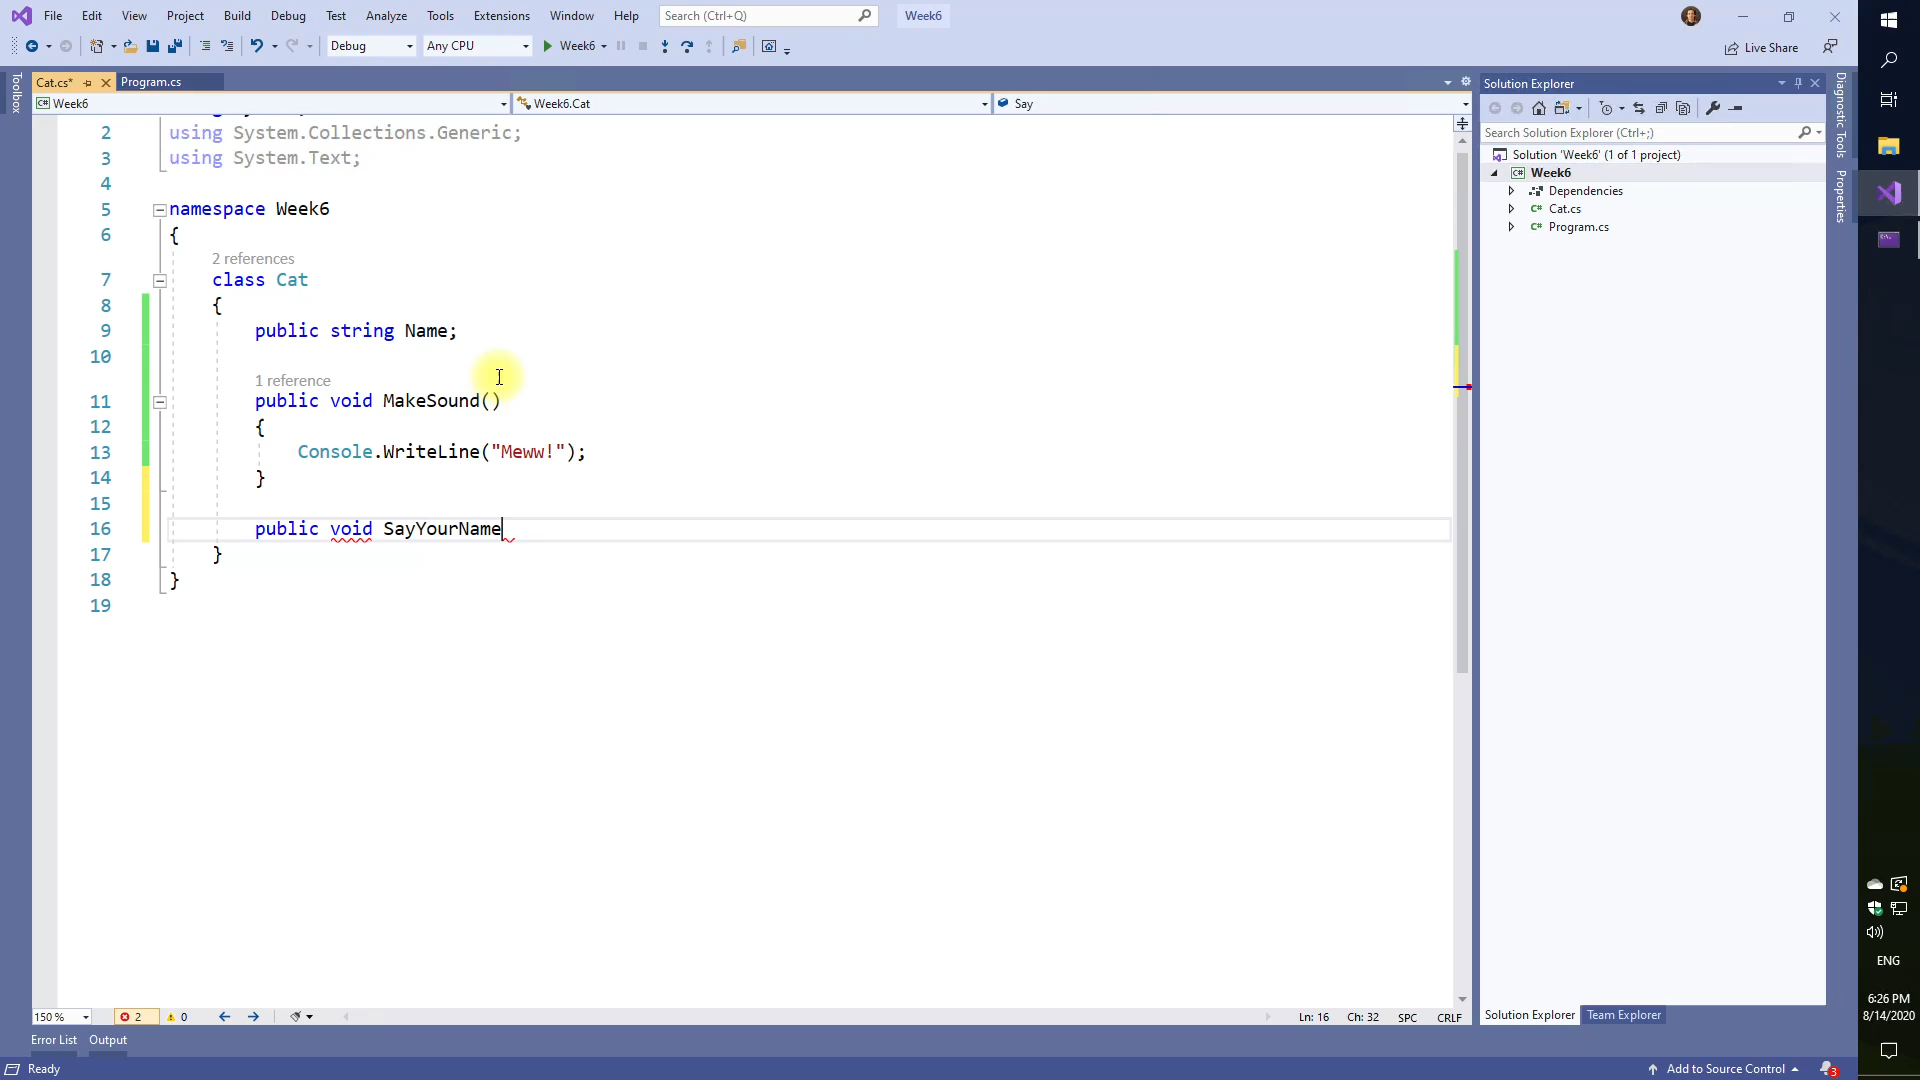 File Edit View Project Build Debug Test Analyze Tools Extensions Window Help Search (Ctrl+Q) Week6
Debug Any CPU Week6 Live Share
Cat.cs* Program.cs
Week6 Week6.Cat Say
2 using System.Collections.Generic;
3 using System.Text;
4
5 namespace Week6
6 {
2 references
7 class Cat
8 {
9 public string Name;
10
1 reference
11 public void MakeSound()
12 {
13 Console.WriteLine("Meww!");
14 }
15
16 public void SayYourName
17 }
18 }
19
150 % 2 0 Ln: 16 Ch: 32 SPC CRLF
Error List Output
Ready Add to Source Control 3
Toolbox
Solution Explorer
Search Solution Explorer (Ctrl+;)
Solution 'Week6' (1 of 1 project)
Week6
Dependencies
Cat.cs
Program.cs
Solution Explorer Team Explorer
Diagnostic Tools
Properties
ENG
6:26 PM
8/14/2020